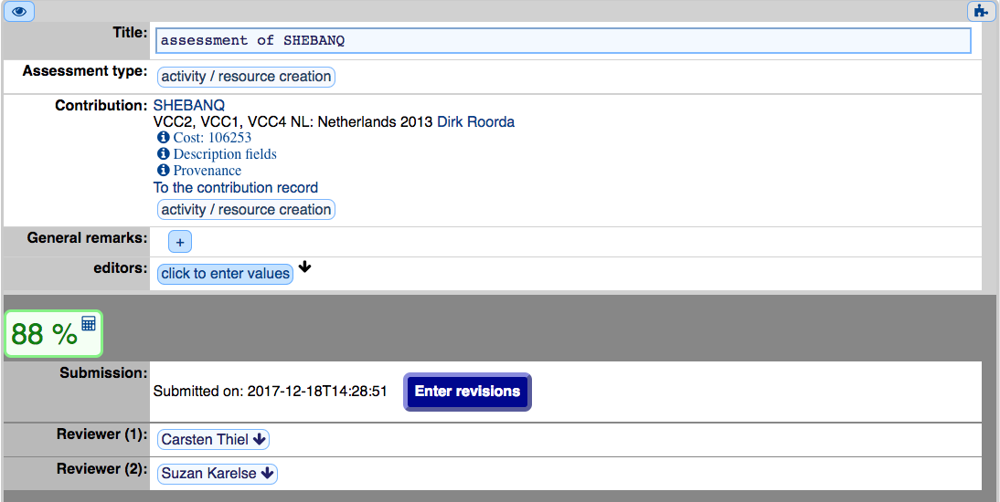 Title: assessment of SHEBANQ
Assessment type: activity / resource creation
Contribution: SHEBANQ
VCC2, VCC1, VCC4 NL: Netherlands 2013 Dirk Roorda
Cost: 106253
Description fields
Provenance
To the contribution record
activity / resource creation
General remarks: +
editors: click to enter values
88 %
Submission: Submitted on: 2017-12-18T14:28:51 Enter revisions
Reviewer (1): Carsten Thiel
Reviewer (2): Suzan Karelse